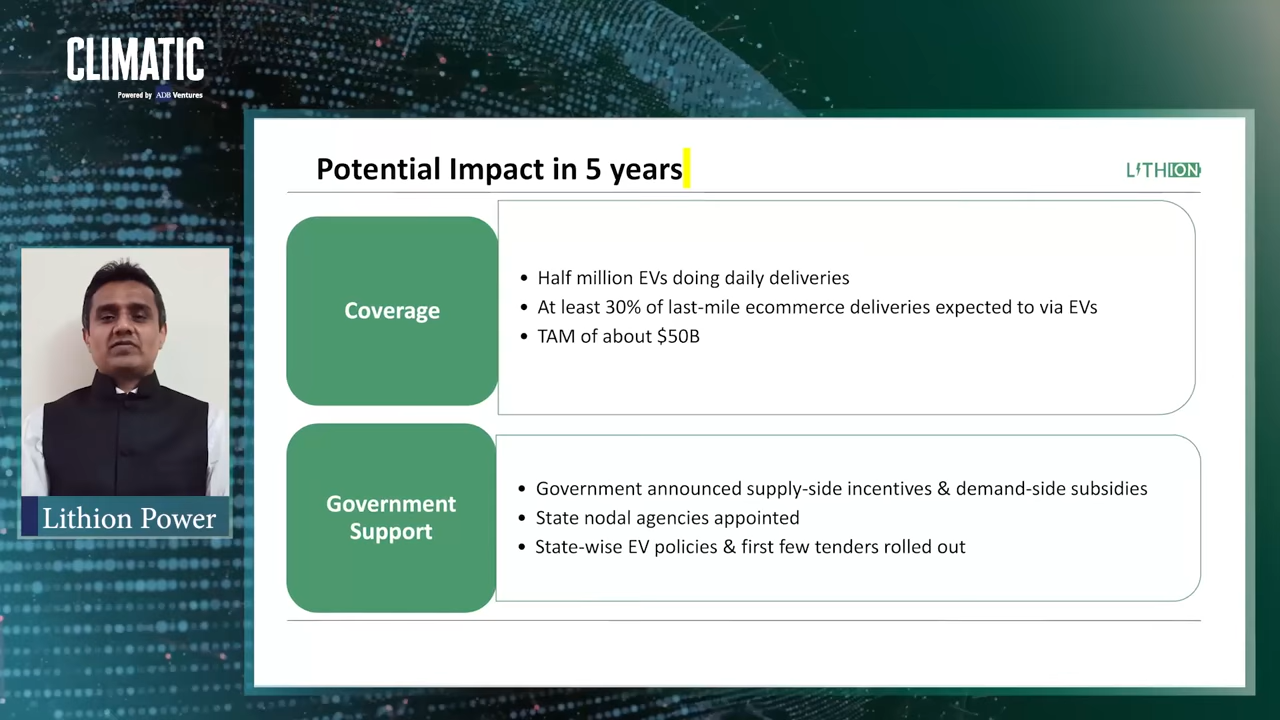 CLIMATIC
Powered by ADB Ventures
Potential Impact in 5 years
LITHION
Coverage
• Half million EVs doing daily deliveries
• At least 30% of last-mile ecommerce deliveries expected to via EVs
• TAM of about $50B
Government
Support
• Government announced supply-side incentives & demand-side subsidies
• State nodal agencies appointed
• State-wise EV policies & first few tenders rolled out
Lithion Power